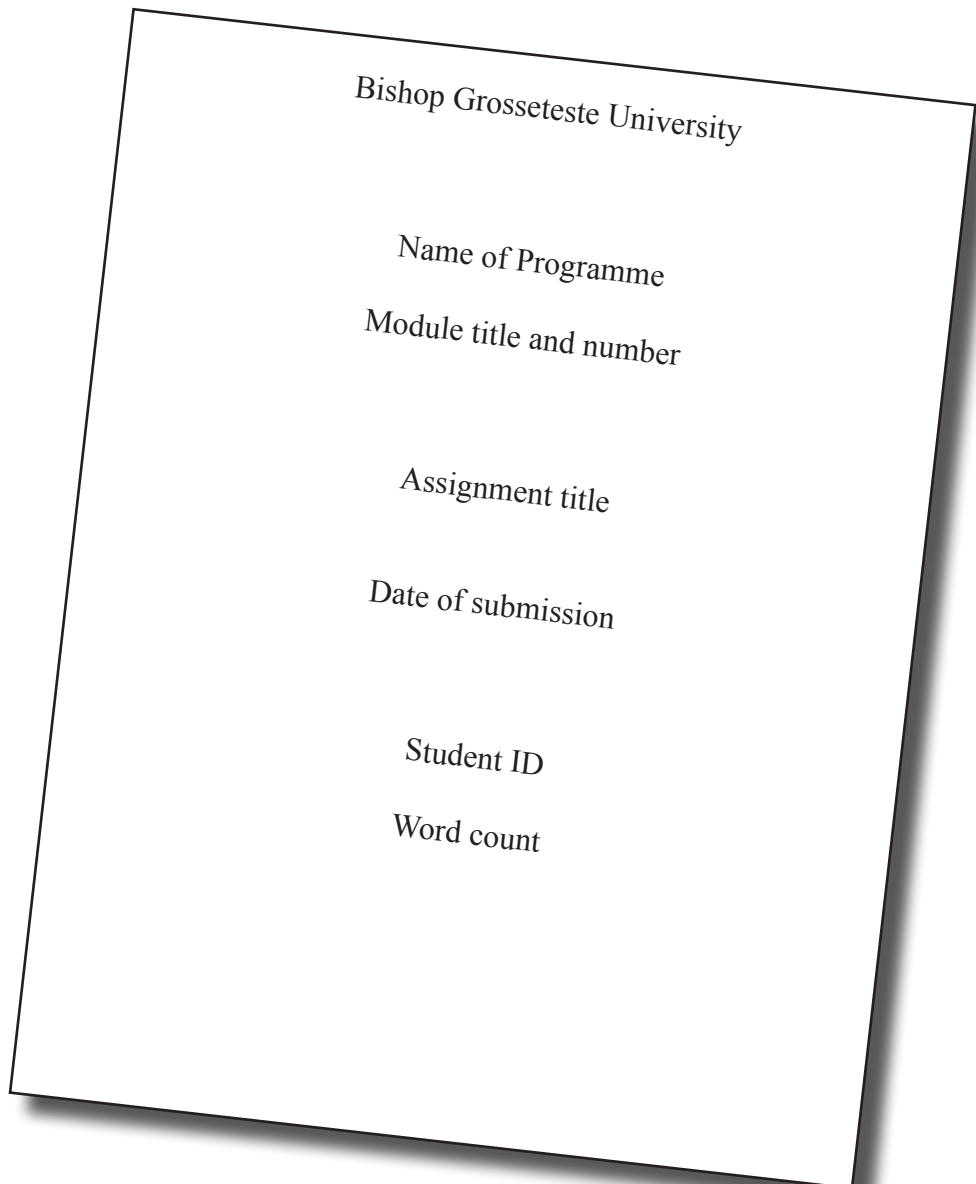 Bishop Grosseteste University
Name of Programme
Module title and number
Assignment title
Date of submission
Student ID
Word count